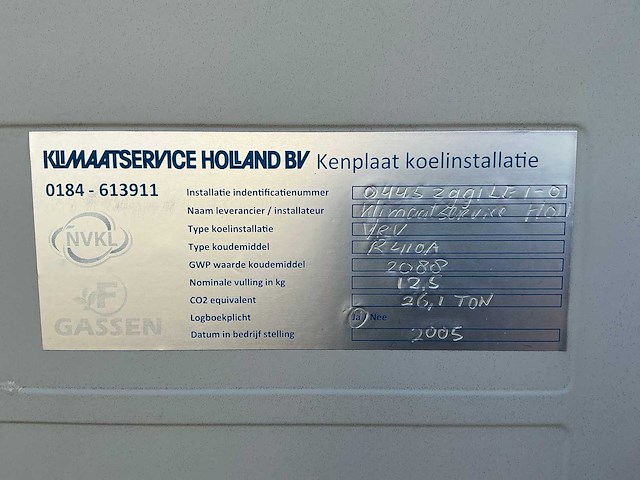 KLIMAATSERVICE HOLLAND BV Kenplaat koelinstallatie
0184 - 613911
NVKL
F GASSEN
Installatie indentificatienummer
Naam leverancier / installateur Klimaatservice Hol
Type koelinstallatie VRV
Type koudemiddel R410A
GWP waarde koudemiddel 2088
Nominale vulling in kg 12,5
CO2 equivalent 26,1 TON
Logboekplicht Ja / Nee
Datum in bedrijf stelling 2005